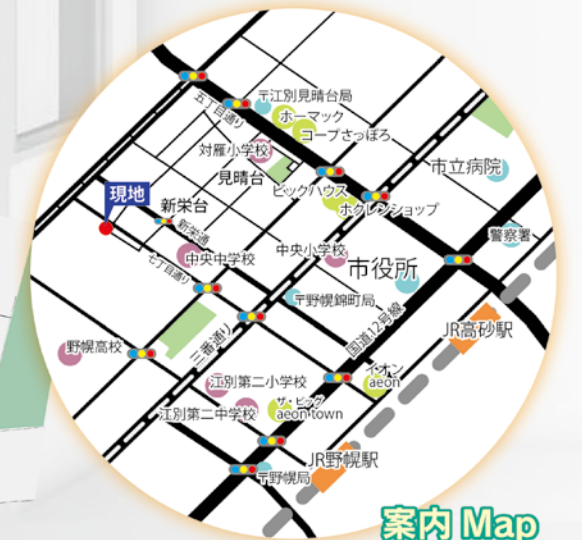 〒江別見晴台局
五丁目通り
ホーマック
コープさっぽろ
対雁小学校
見晴台
市立病院
ビックハウス
現地
新栄台
ホクレンショップ
新栄通
警察署
中央小学校
中央中学校
市役所
七丁目通り
〒野幌錦町局
国道12号線
JR高砂駅
三番通り
野幌高校
イオン
aeon
江別第二小学校
ザ・ビッグ
aeon town
江別第二中学校
JR野幌駅
〒野幌局
案内 Map